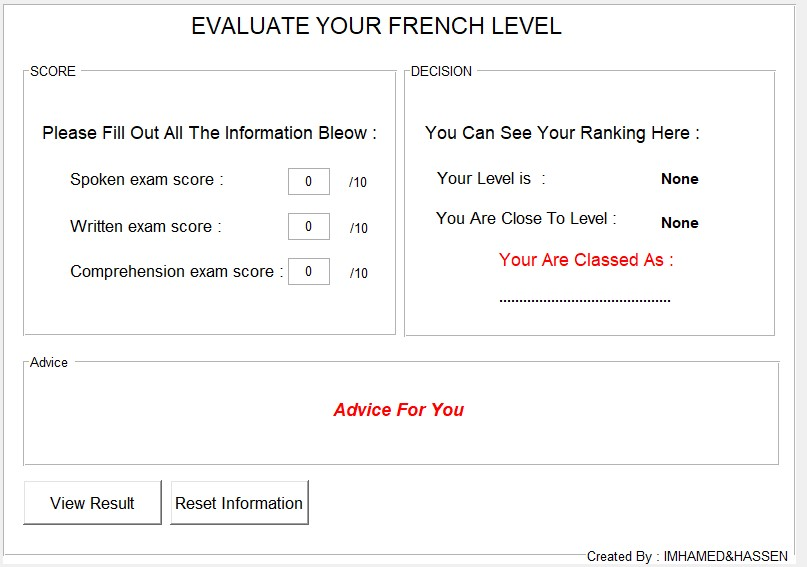 EVALUATE YOUR FRENCH LEVEL
SCORE
Please Fill Out All The Information Bleow :
Spoken exam score : 0 /10
Written exam score : 0 /10
Comprehension exam score : 0 /10
DECISION
You Can See Your Ranking Here :
Your Level is : None
You Are Close To Level : None
Your Are Classed As :
...........................................
Advice
Advice For You
View Result
Reset Information
Created By : IMHAMED&HASSEN